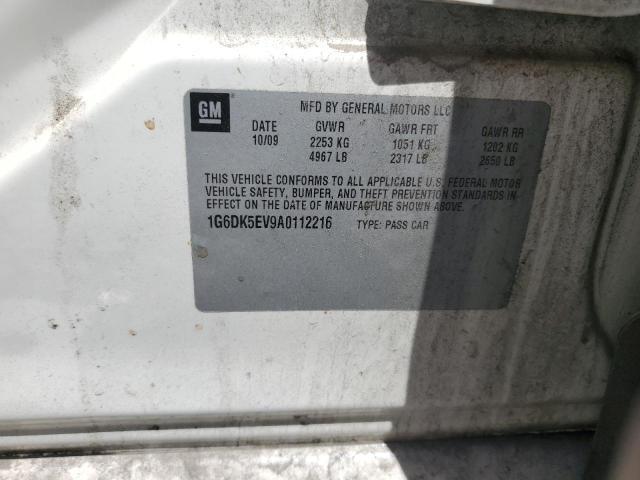 GM MFD BY GENERAL MOTORS LLC
DATE GVWR GAWR FRT GAWR RR
10/09 2253 KG 1051 KG 1202 KG
4967 LB 2317 LB 2650 LB
THIS VEHICLE CONFORMS TO ALL APPLICABLE U.S. FEDERAL MOTOR
VEHICLE SAFETY, BUMPER, AND THEFT PREVENTION STANDARDS IN
EFFECT ON THE DATE OF MANUFACTURE SHOWN ABOVE.
1G6DK5EV9A0112216 TYPE: PASS CAR